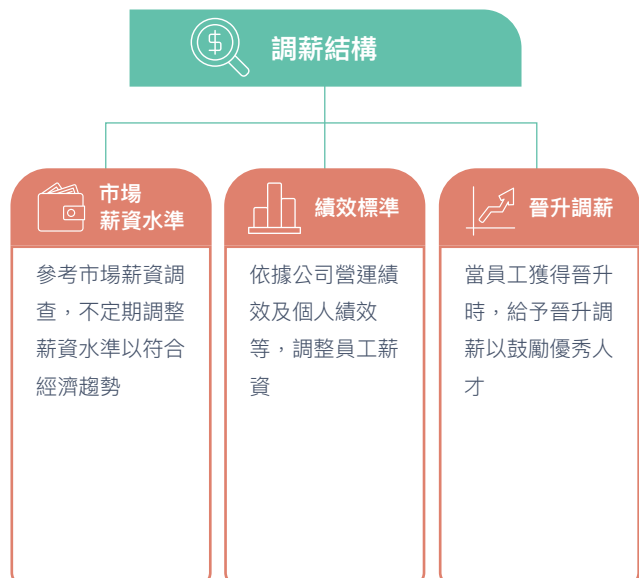 調薪結構
市場
薪資水準
參考市場薪資調
查，不定期調整
薪資水準以符合
經濟趨勢
績效標準
依據公司營運績
效及個人績效
等，調整員工薪
資
晉升調薪
當員工獲得晉升
時，給予晉升調
薪以鼓勵優秀人
才